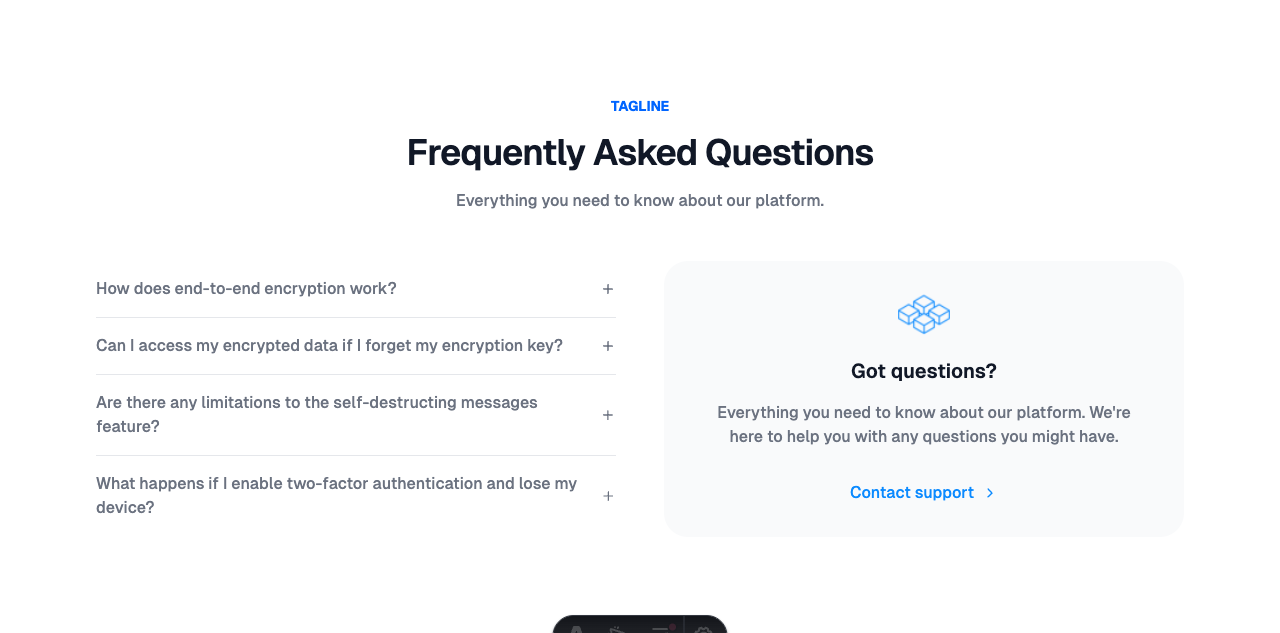 TAGLINE
Frequently Asked Questions
Everything you need to know about our platform.
How does end-to-end encryption work?
Can I access my encrypted data if I forget my encryption key?
Are there any limitations to the self-destructing messages
feature?
What happens if I enable two-factor authentication and lose my
device?
Got questions?
Everything you need to know about our platform. We're
here to help you with any questions you might have.
Contact support